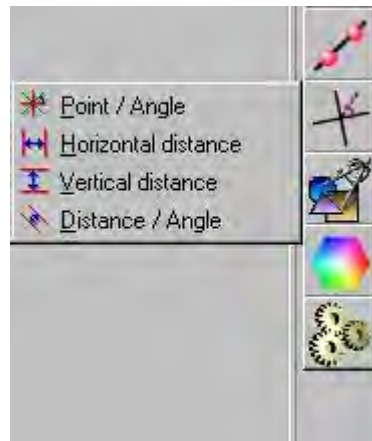 Point / Angle
Horizontal distance
Vertical distance
Distance / Angle